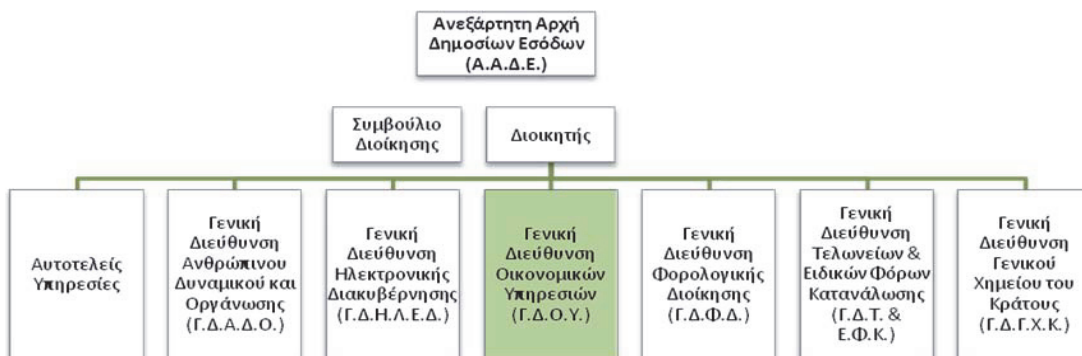 Ανεξάρτητη Αρχή
Δημοσίων Εσόδων
(Α.Α.Δ.Ε.)
Συμβούλιο
Διοίκησης
Διοικητής
Αυτοτελείς
Υπηρεσίες
Γενική
Διεύθυνση
Ανθρώπινου
Δυναμικού και
Οργάνωσης
(Γ.Δ.Α.Δ.Ο.)
Γενική
Διεύθυνση
Ηλεκτρονικής
Διακυβέρνησης
(Γ.Δ.Η.Λ.Ε.Δ.)
Γενική
Διεύθυνση
Οικονομικών
Υπηρεσιών
(Γ.Δ.Ο.Υ.)
Γενική
Διεύθυνση
Φορολογικής
Διοίκησης
(Γ.Δ.Φ.Δ.)
Γενική
Διεύθυνση
Τελωνείων &
Ειδικών Φόρων
Κατανάλωσης
(Γ.Δ.Τ. &
Ε.Φ.Κ.)
Γενική
Διεύθυνση
Γενικού
Χημείου του
Κράτους
(Γ.Δ.Γ.Χ.Κ.)